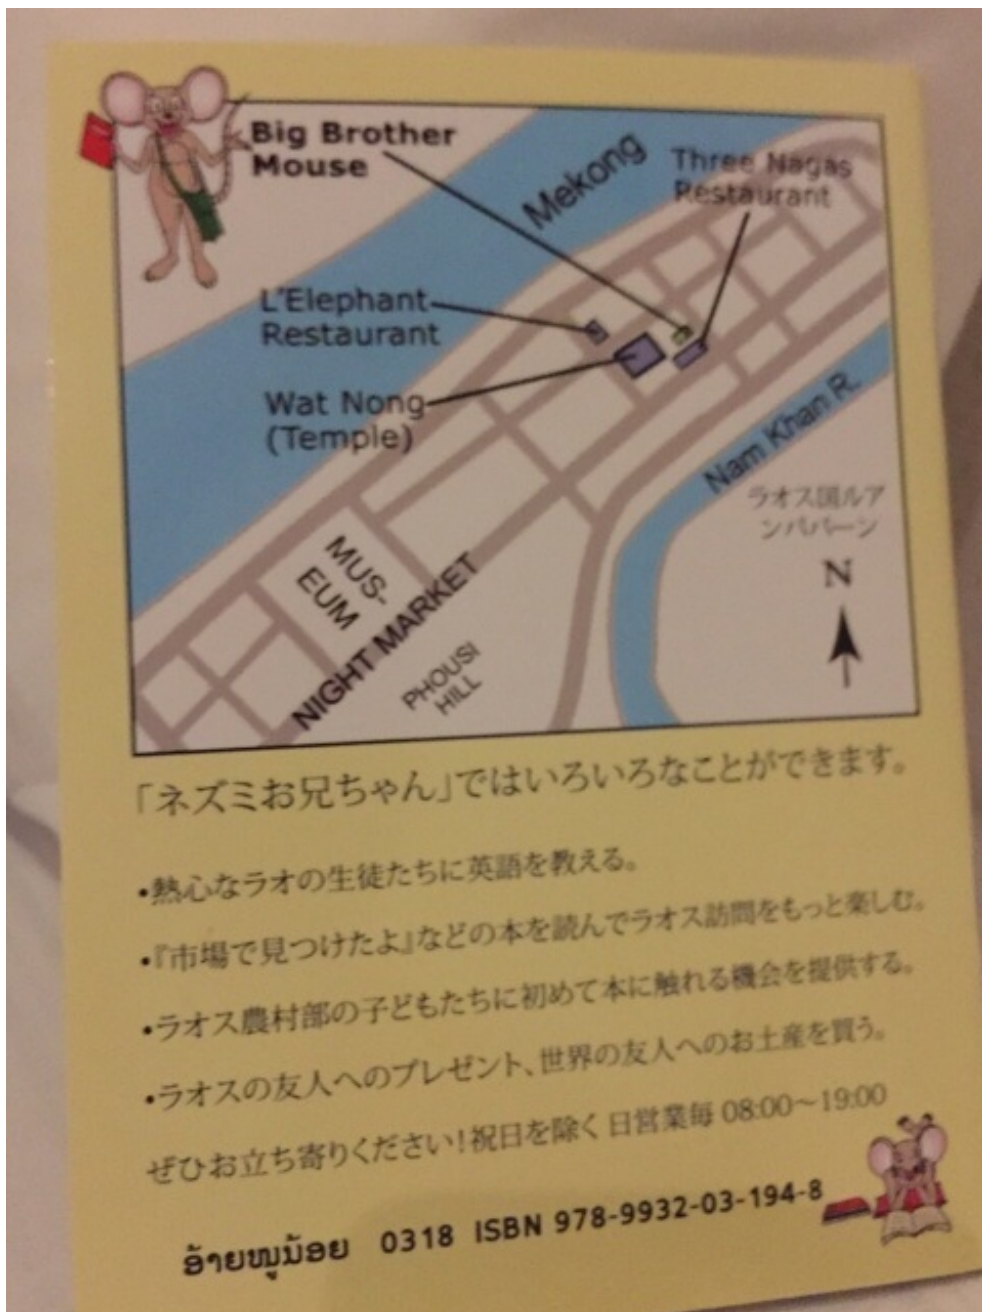 Big Brother
Mouse
Mekong
Three Nagas
Restaurant
L'Elephant
Restaurant
Wat Nong
(Temple)
Nam Khan R.
ラオス国ルア
ンパバーン
N
MUS-
EUM
NIGHT MARKET
PHOUSI
HILL
「ネズミお兄ちゃん」ではいろいろなことができます。
•熱心なラオの生徒たちに英語を教える。
•『市場で見つけたよ』などの本を読んでラオス訪問をもっと楽しむ。
•ラオス農村部の子どもたちに初めて本に触れる機会を提供する。
•ラオスの友人へのプレゼント、世界の友人へのお土産を買う。
ぜひお立ち寄りください!祝日を除く 日営業毎 08:00~19:00
ອ້າຍໜູນ້ອຍ 0318 ISBN 978-9932-03-194-8